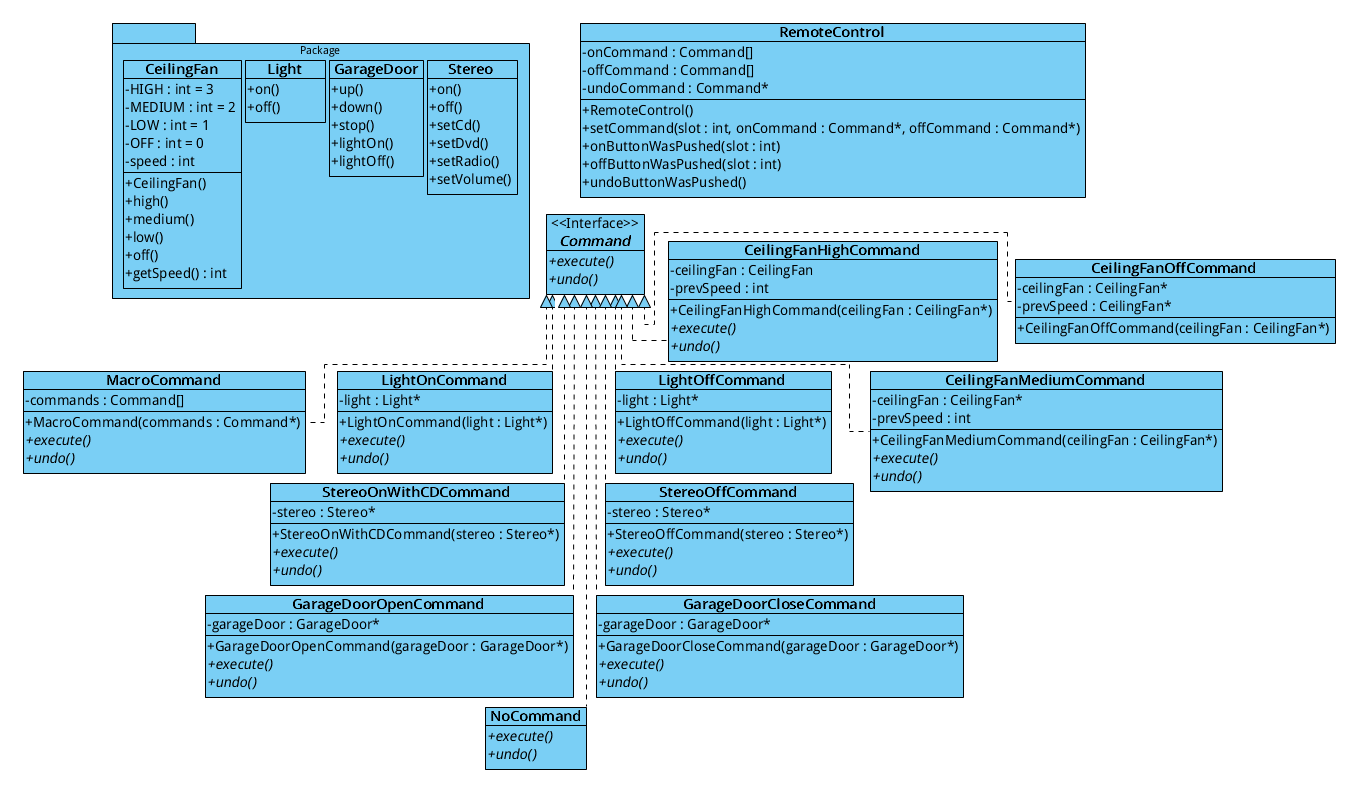 Package
CeilingFan
-HIGH : int = 3
-MEDIUM : int = 2
-LOW : int = 1
-OFF : int = 0
-speed : int
+CeilingFan()
+high()
+medium()
+low()
+off()
+getSpeed() : int
Light
+on()
+off()
GarageDoor
+up()
+down()
+stop()
+lightOn()
+lightOff()
Stereo
+on()
+off()
+setCd()
+setDvd()
+setRadio()
+setVolume()
RemoteControl
-onCommand : Command[]
-offCommand : Command[]
-undoCommand : Command*
+RemoteControl()
+setCommand(slot : int, onCommand : Command*, offCommand : Command*)
+onButtonWasPushed(slot : int)
+offButtonWasPushed(slot : int)
+undoButtonWasPushed()
<<Interface>>
Command
+execute()
+undo()
CeilingFanHighCommand
-ceilingFan : CeilingFan
-prevSpeed : int
+CeilingFanHighCommand(ceilingFan : CeilingFan*)
+execute()
+undo()
CeilingFanOffCommand
-ceilingFan : CeilingFan*
-prevSpeed : CeilingFan*
+CeilingFanOffCommand(ceilingFan : CeilingFan*)
MacroCommand
-commands : Command[]
+MacroCommand(commands : Command*)
+execute()
+undo()
LightOnCommand
-light : Light*
+LightOnCommand(light : Light*)
+execute()
+undo()
LightOffCommand
-light : Light*
+LightOffCommand(light : Light*)
+execute()
+undo()
CeilingFanMediumCommand
-ceilingFan : CeilingFan*
-prevSpeed : int
+CeilingFanMediumCommand(ceilingFan : CeilingFan*)
+execute()
+undo()
StereoOnWithCDCommand
-stereo : Stereo*
+StereoOnWithCDCommand(stereo : Stereo*)
+execute()
+undo()
StereoOffCommand
-stereo : Stereo*
+StereoOffCommand(stereo : Stereo*)
+execute()
+undo()
GarageDoorOpenCommand
-garageDoor : GarageDoor*
+GarageDoorOpenCommand(garageDoor : GarageDoor*)
+execute()
+undo()
GarageDoorCloseCommand
-garageDoor : GarageDoor*
+GarageDoorCloseCommand(garageDoor : GarageDoor*)
+execute()
+undo()
NoCommand
+execute()
+undo()